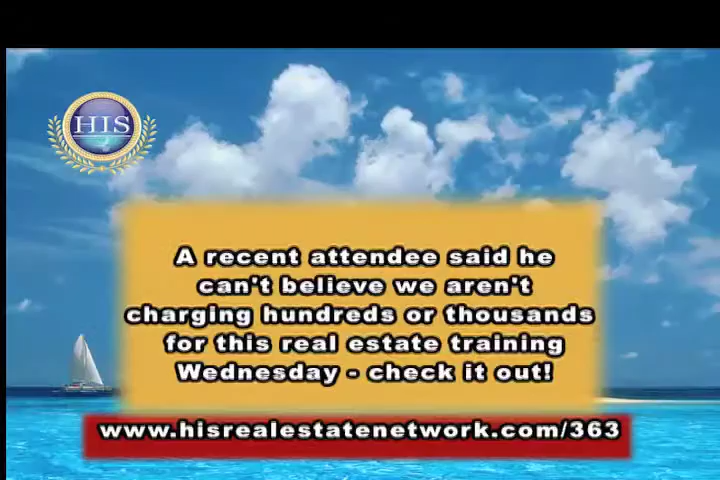 HIS
A recent attendee said he
can't believe we aren't
charging hundreds or thousands
for this real estate training
Wednesday - check it out!
www.hisrealestatenetwork.com/363